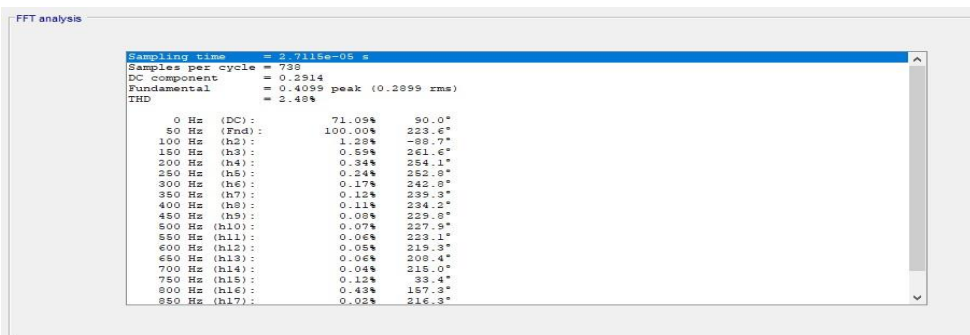 FFT analysis
Sampling time = 2.7115e-05 s
Samples per cycle = 738
DC component = 0.2914
Fundamental = 0.4099 peak (0.2899 rms)
THD = 2.48%
0 Hz (DC): 71.09% 90.0°
50 Hz (Fnd): 100.00% 223.6°
100 Hz (h2): 1.28% -88.7°
150 Hz (h3): 0.59% 261.6°
200 Hz (h4): 0.34% 254.1°
250 Hz (h5): 0.24% 252.8°
300 Hz (h6): 0.17% 242.8°
350 Hz (h7): 0.12% 239.3°
400 Hz (h8): 0.11% 234.2°
450 Hz (h9): 0.08% 229.8°
500 Hz (h10): 0.07% 227.9°
550 Hz (h11): 0.06% 223.1°
600 Hz (h12): 0.05% 219.3°
650 Hz (h13): 0.06% 208.4°
700 Hz (h14): 0.04% 215.0°
750 Hz (h15): 0.12% 33.4°
800 Hz (h16): 0.43% 157.3°
850 Hz (h17): 0.02% 216.3°